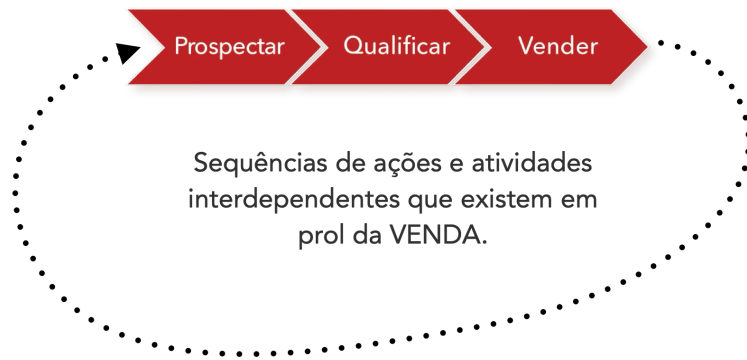 Prospectar Qualificar Vender
Sequências de ações e atividades
interdependentes que existem em
prol da VENDA.